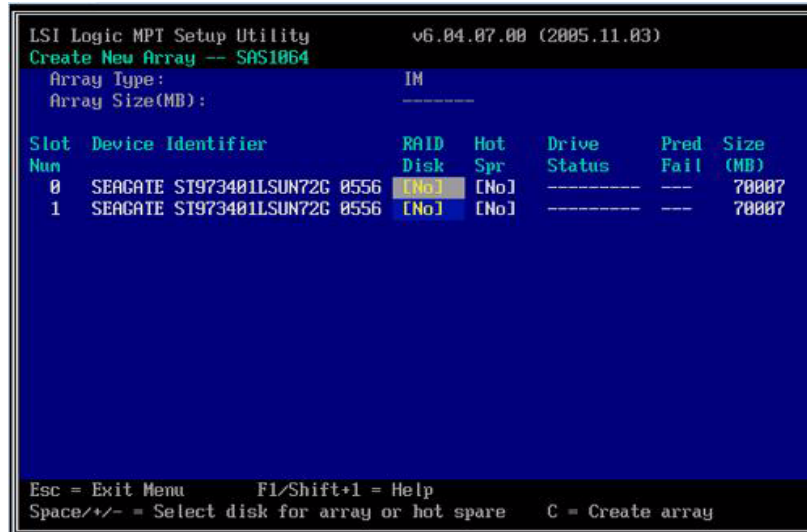 LSI Logic MPT Setup Utility v6.04.07.00 (2005.11.03)
Create New Array -- SAS1064
Array Type: IM
Array Size(MB): -------
Slot Device Identifier RAID Hot Drive Pred Size
Num Disk Spr Status Fail (MB)
0 SEAGATE ST973401LSUN72G 0556 [No] [No] --------- --- 70007
1 SEAGATE ST973401LSUN72G 0556 [No] [No] --------- --- 70007
Esc = Exit Menu F1/Shift+1 = Help
Space/+/- = Select disk for array or hot spare C = Create array